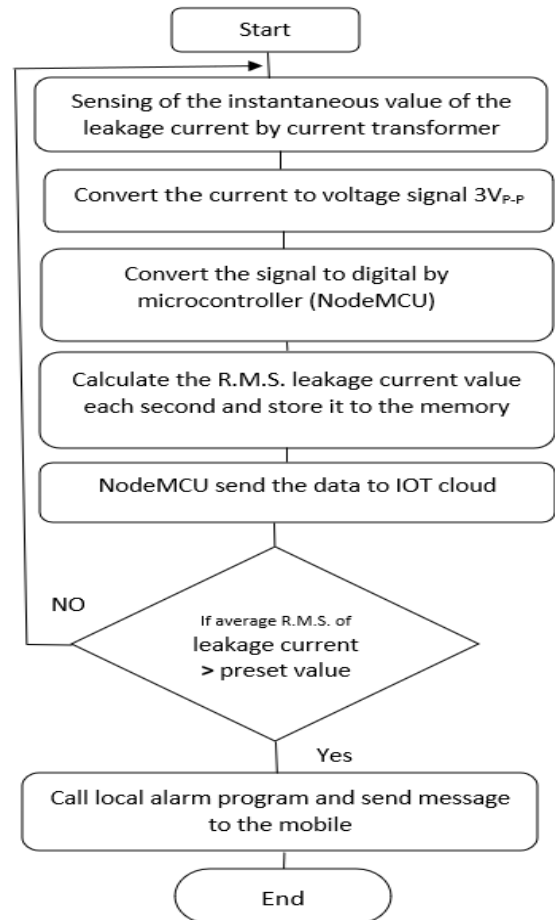 Start
Sensing of the instantaneous value of the
leakage current by current transformer
Convert the current to voltage signal 3VP-P
Convert the signal to digital by
microcontroller (NodeMCU)
Calculate the R.M.S. leakage current value
each second and store it to the memory
NodeMCU send the data to IOT cloud
NO
If average R.M.S. of
leakage current
> preset value
Yes
Call local alarm program and send message
to the mobile
End